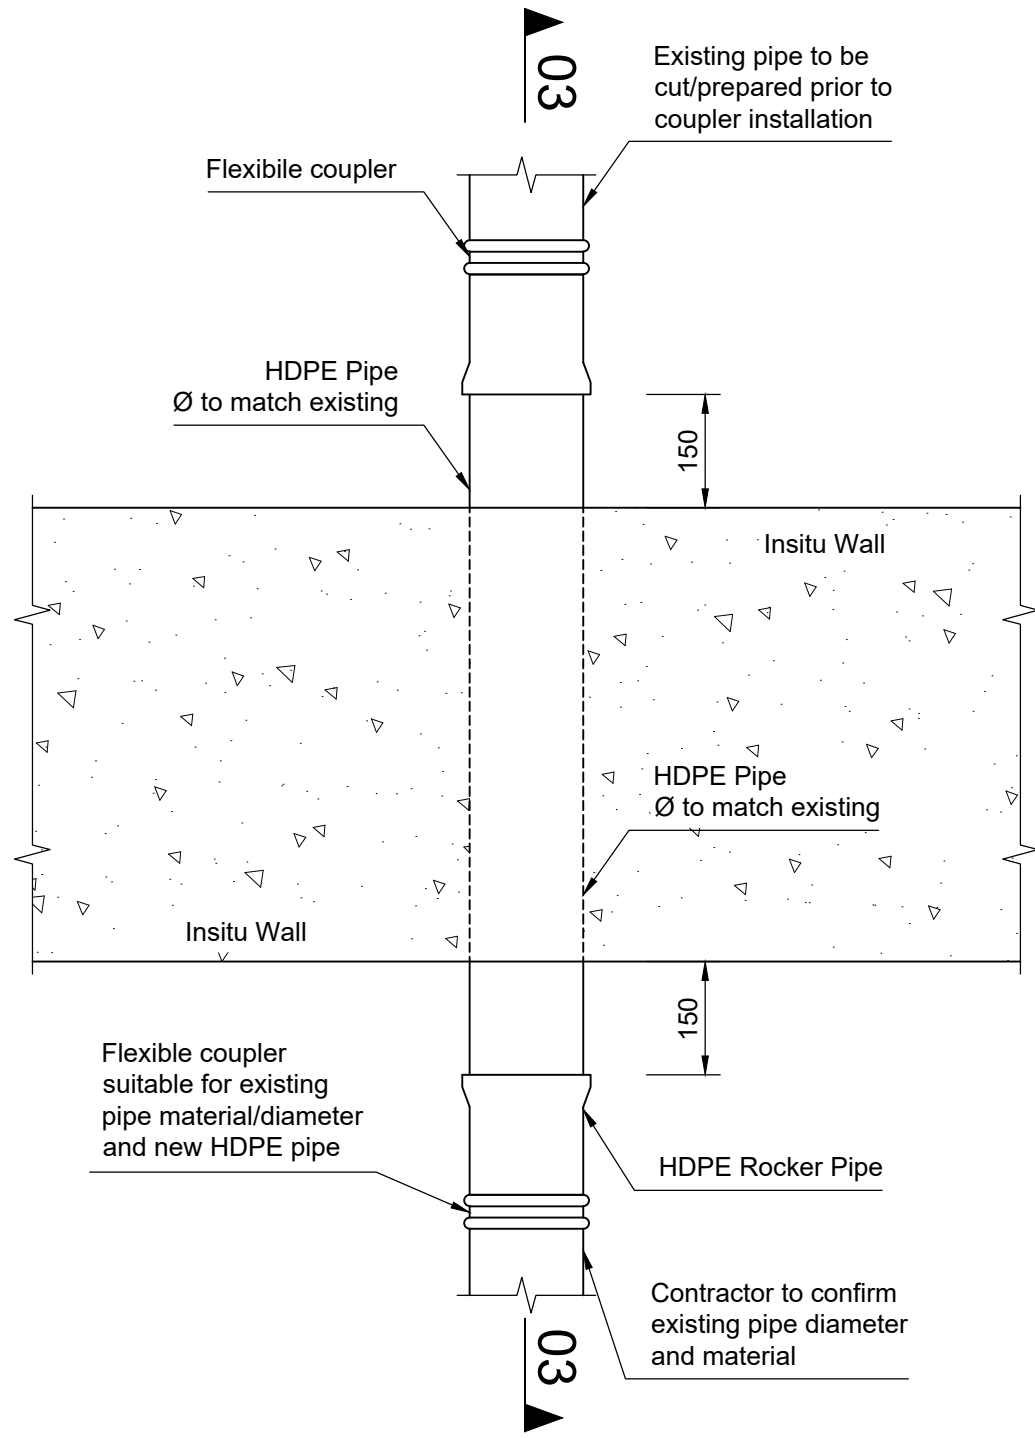 03
Existing pipe to be
cut/prepared prior to
coupler installation
Flexibile coupler
HDPE Pipe
Ø to match existing
150
Insitu Wall
HDPE Pipe
Ø to match existing
Insitu Wall
150
Flexible coupler
suitable for existing
pipe material/diameter
and new HDPE pipe
HDPE Rocker Pipe
Contractor to confirm
existing pipe diameter
and material
03